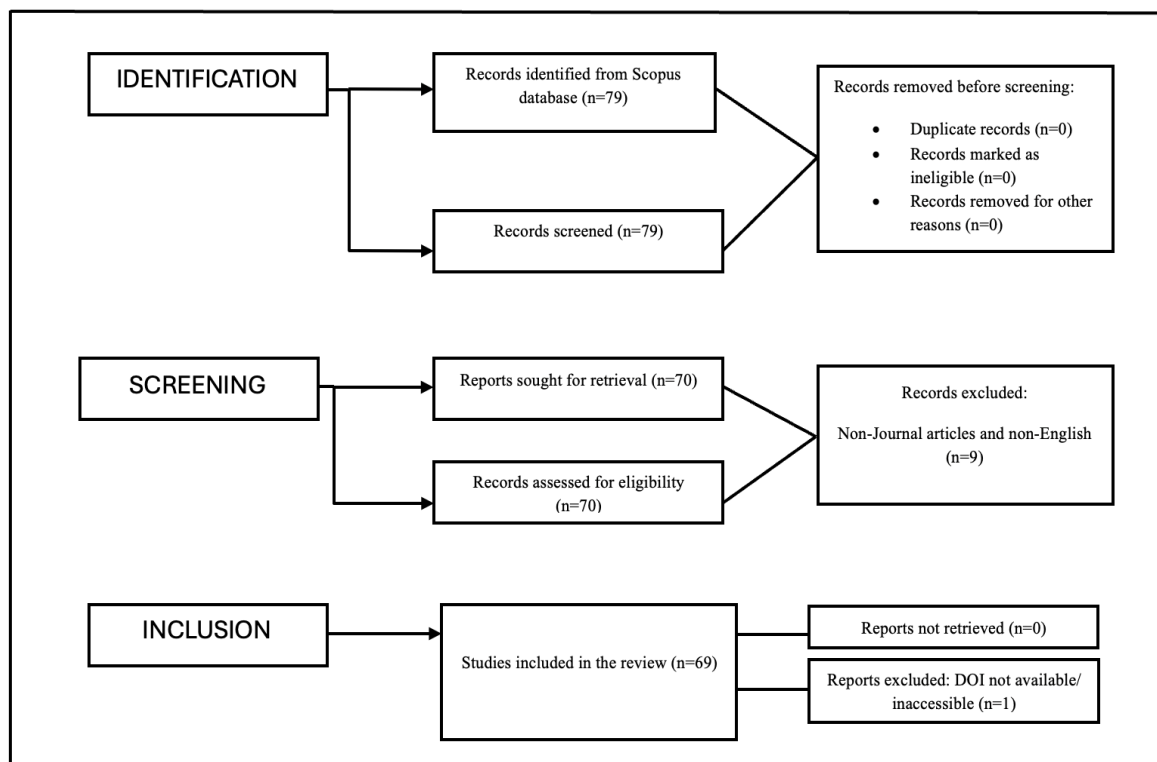 IDENTIFICATION
Records identified from Scopus
database (n=79)
Records screened (n=79)
Records removed before screening:
• Duplicate records (n=0)
• Records marked as
ineligible (n=0)
• Records removed for other
reasons (n=0)
SCREENING
Reports sought for retrieval (n=70)
Records assessed for eligibility
(n=70)
Records excluded:
Non-Journal articles and non-English
(n=9)
INCLUSION
Studies included in the review (n=69)
Reports not retrieved (n=0)
Reports excluded: DOI not available/
inaccessible (n=1)